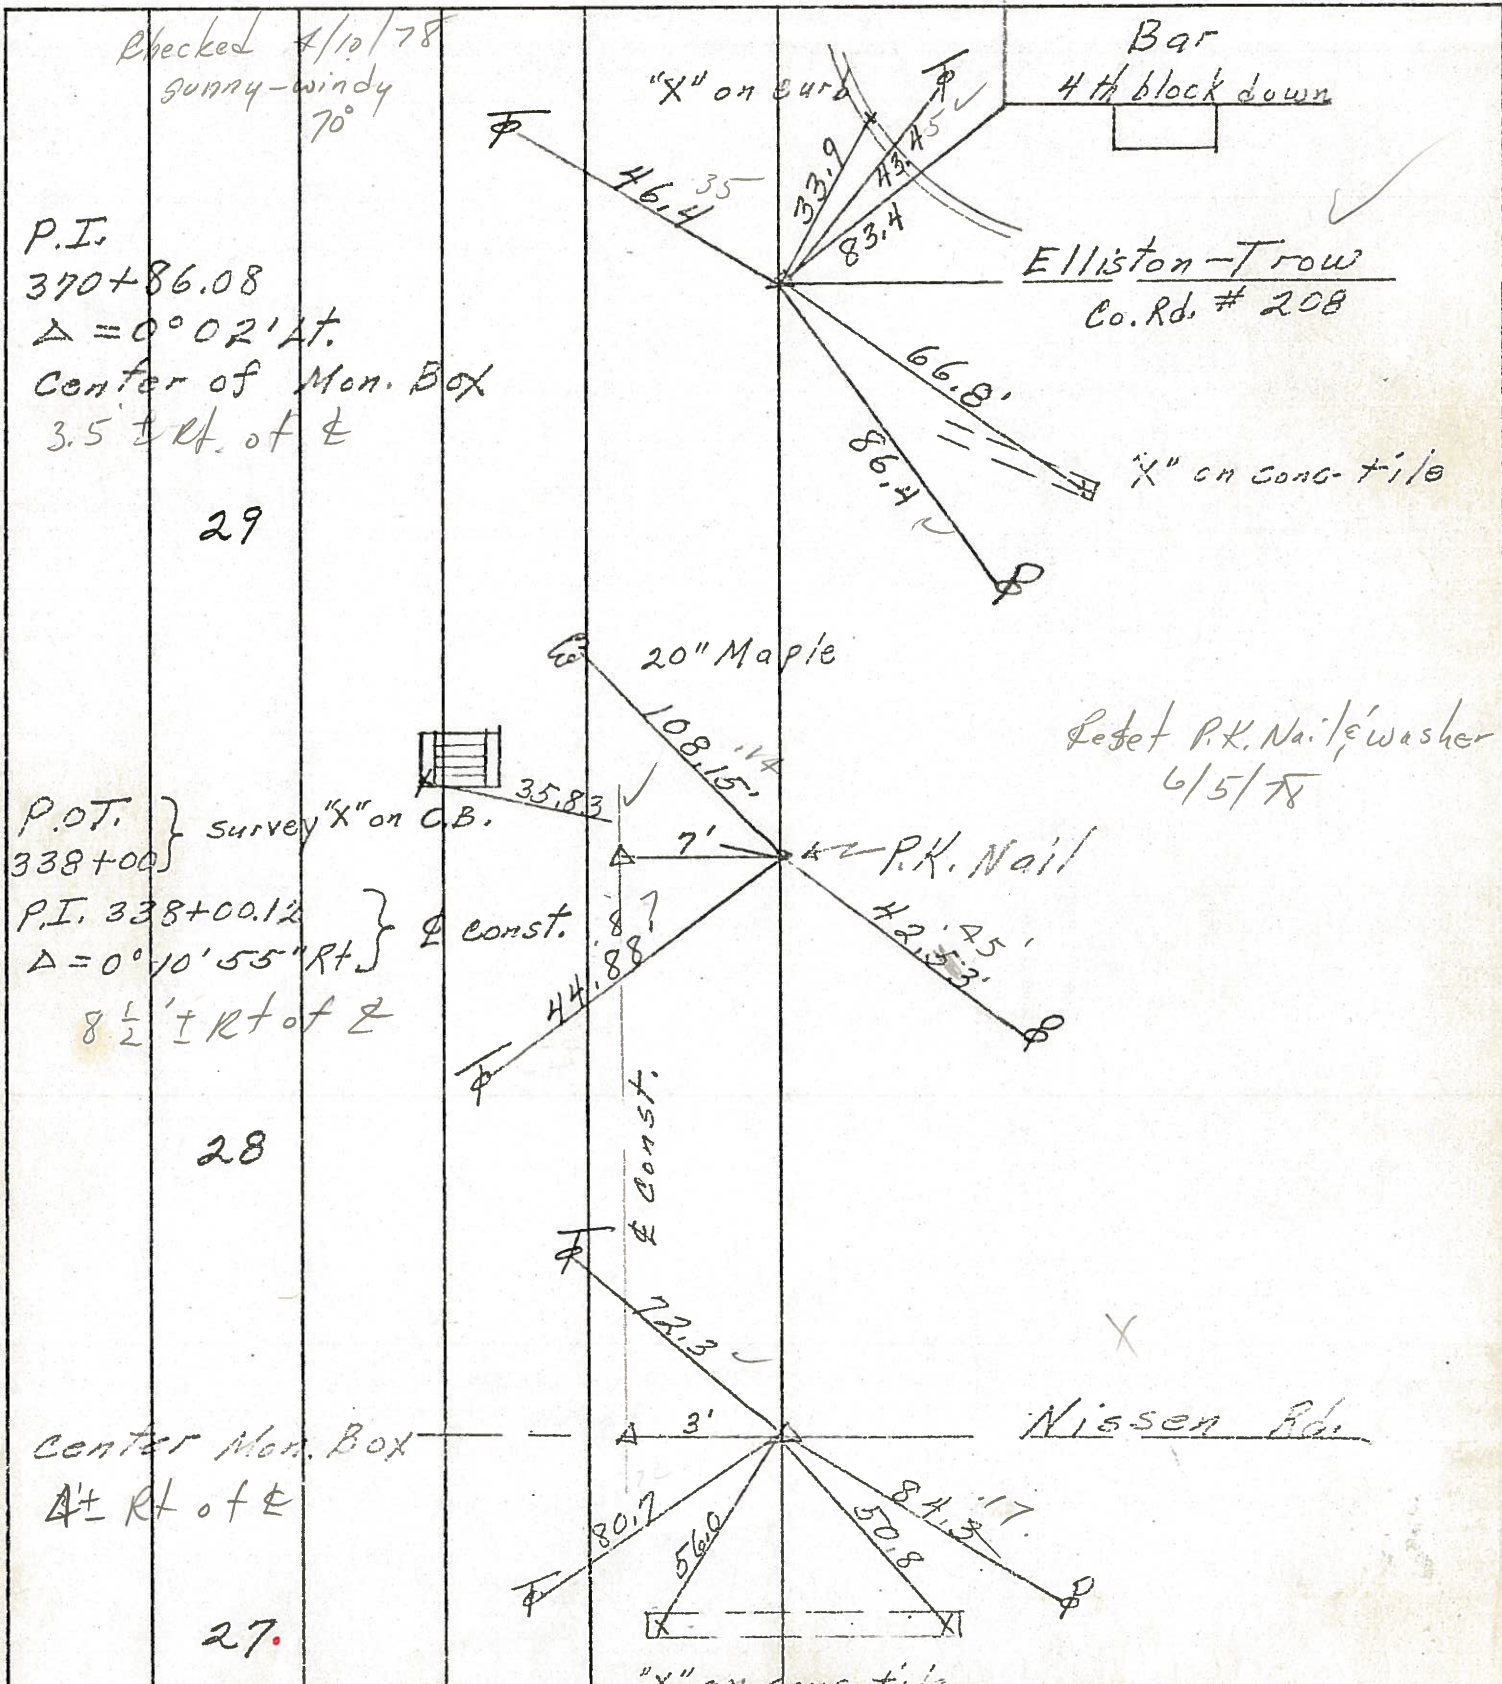 Checked 4/10/78
sunny-windy
70°
"X" on curb
Bar
4th block down
46.4 35
33.9
43.45
83.4
P.I.
370+86.08
Δ = 0°02' Lt.
Center of Mon. Box
3.5 ± Rt. of ℄
Elliston-Trow
Co. Rd. # 208
66.8'
86.4
"X" on conc. tile
29
20" Maple
108.15'
Reset P.K. Nail & washer
6/5/78
35.83
P.O.T. } survey "X" on C.B.
338+00
7'
P.K. Nail
P.I. 338+00.12 } ℄ const.
Δ = 0°10'55" Rt
8 ½' ± Rt of ℄
44.88'
.87
42.53'
℄ Const.
28
72.3
Center Mon. Box
4'± Rt of ℄
3'
Nissen Rd.
80.7
56.0
50.8
84.3 .17
X
27.
"X" on conc. tile